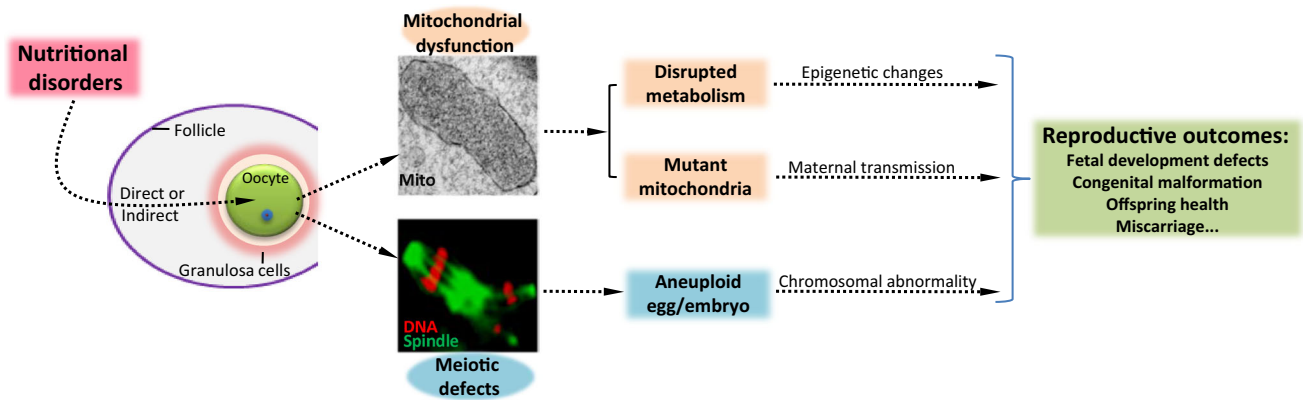 Nutritional
disorders
Follicle
Direct or
Indirect
Oocyte
Granulosa cells
Mitochondrial
dysfunction
Mito
DNA
Spindle
Meiotic
defects
Disrupted
metabolism
Epigenetic changes
Mutant
mitochondria
Maternal transmission
Aneuploid
egg/embryo
Chromosomal abnormality
Reproductive outcomes:
Fetal development defects
Congenital malformation
Offspring health
Miscarriage...